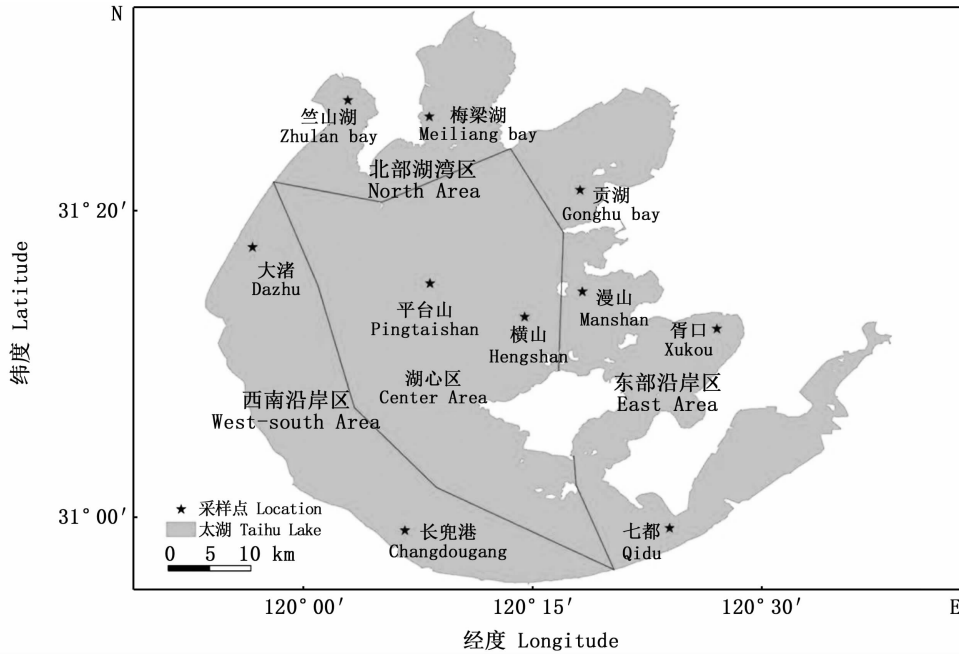 N
竺山湖
Zhulan bay
梅梁湖
Meiliang bay
北部湖湾区
North Area
贡湖
Gonghu bay
31°20′
大渚
Dazhu
平台山
Pingtaishan
横山
Hengshan
漫山
Manshan
胥口
Xukou
湖心区
Center Area
东部沿岸区
East Area
西南沿岸区
West-south Area
纬度 Latitude
31°00′
采样点 Location
太湖 Taihu Lake
0 5 10 km
长兜港
Changdougang
七都
Qidu
120°00′ 120°15′ 120°30′ E
经度 Longitude